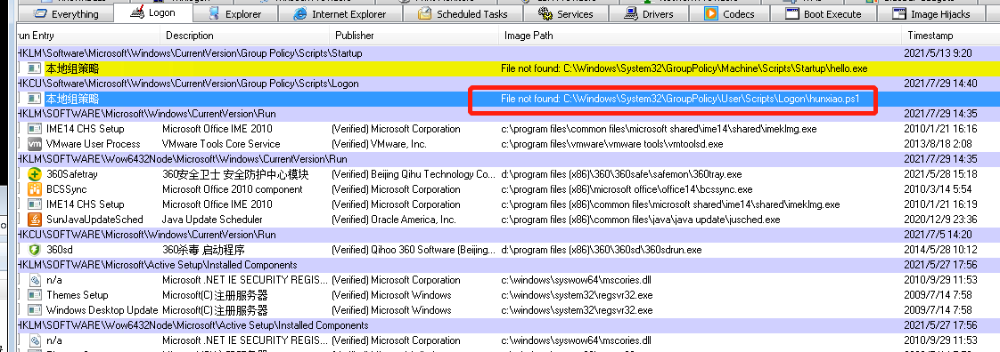 Everything Logon Explorer Internet Explorer Scheduled Tasks Services Drivers Codecs Boot Execute Image Hijacks
run Entry Description Publisher Image Path Timestamp
HKLM\Software\Microsoft\Windows\CurrentVersion\Group Policy\Scripts\Startup 2021/5/13 9:20
本地组策略 File not found: C:\Windows\System32\GroupPolicy\Machine\Scripts\Startup\hello.exe
HKCU\Software\Microsoft\Windows\CurrentVersion\Group Policy\Scripts\Logon 2021/7/29 14:40
本地组策略 File not found: C:\Windows\System32\GroupPolicy\User\Scripts\Logon\hunxiao.ps1
HKLM\SOFTWARE\Microsoft\Windows\CurrentVersion\Run 2021/7/29 14:35
IME14 CHS Setup Microsoft Office IME 2010 (Verified) Microsoft Corporation c:\program files\common files\microsoft shared\ime14\shared\imeklmg.exe 2010/1/21 16:16
VMware User Process VMware Tools Core Service (Verified) VMware, Inc. c:\program files\vmware\vmware tools\vmtoolsd.exe 2013/8/18 2:08
HKLM\SOFTWARE\Wow6432Node\Microsoft\Windows\CurrentVersion\Run 2021/7/29 14:35
360Safetray 360安全卫士 安全防护中心模块 (Verified) Beijing Qihu Technology Co... d:\program files (x86)\360\360safe\safemon\360tray.exe 2021/5/28 15:18
BCSSync Microsoft Office 2010 component (Verified) Microsoft Corporation c:\program files (x86)\microsoft office\office14\bcssync.exe 2010/3/14 5:54
IME14 CHS Setup Microsoft Office IME 2010 (Verified) Microsoft Corporation c:\program files (x86)\common files\microsoft shared\ime14\shared\imeklmg.exe 2010/1/21 16:19
SunJavaUpdateSched Java Update Scheduler (Verified) Oracle America, Inc. c:\program files (x86)\common files\java\java update\jusched.exe 2020/12/9 23:36
HKCU\SOFTWARE\Microsoft\Windows\CurrentVersion\Run 2021/7/5 14:20
360sd 360杀毒 启动程序 (Verified) Qihoo 360 Software (Beijing... d:\program files (x86)\360\360sd\360sdrun.exe 2014/5/28 10:12
HKLM\SOFTWARE\Microsoft\Active Setup\Installed Components 2021/5/27 17:56
n/a Microsoft .NET IE SECURITY REGIS... (Verified) Microsoft Corporation c:\windows\syswow64\mscories.dll 2010/9/29 11:53
Themes Setup Microsoft(C) 注册服务器 (Verified) Microsoft Windows c:\windows\system32\regsvr32.exe 2009/7/14 7:58
Windows Desktop Update Microsoft(C) 注册服务器 (Verified) Microsoft Windows c:\windows\system32\regsvr32.exe 2009/7/14 7:58
HKLM\SOFTWARE\Wow6432Node\Microsoft\Active Setup\Installed Components 2021/5/27 17:56
n/a Microsoft .NET IE SECURITY REGIS... (Verified) Microsoft Corporation c:\windows\syswow64\mscories.dll 2010/9/29 11:53